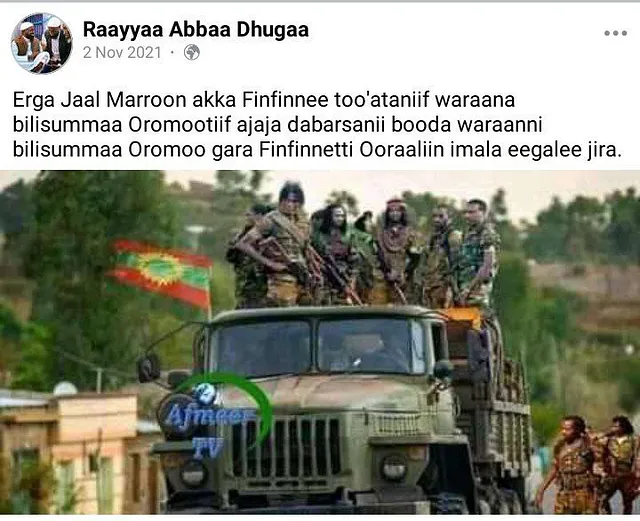 Raayyaa Abbaa Dhugaa
2 Nov 2021 ·
Erga Jaal Marroon akka Finfinnee too'ataniif waraana
bilisummaa Oromootiif ajaja dabarsanii booda waraanni
bilisummaa Oromoo gara Finfinnetti Ooraaliin imala eegalee jira.
Afmeer
TV